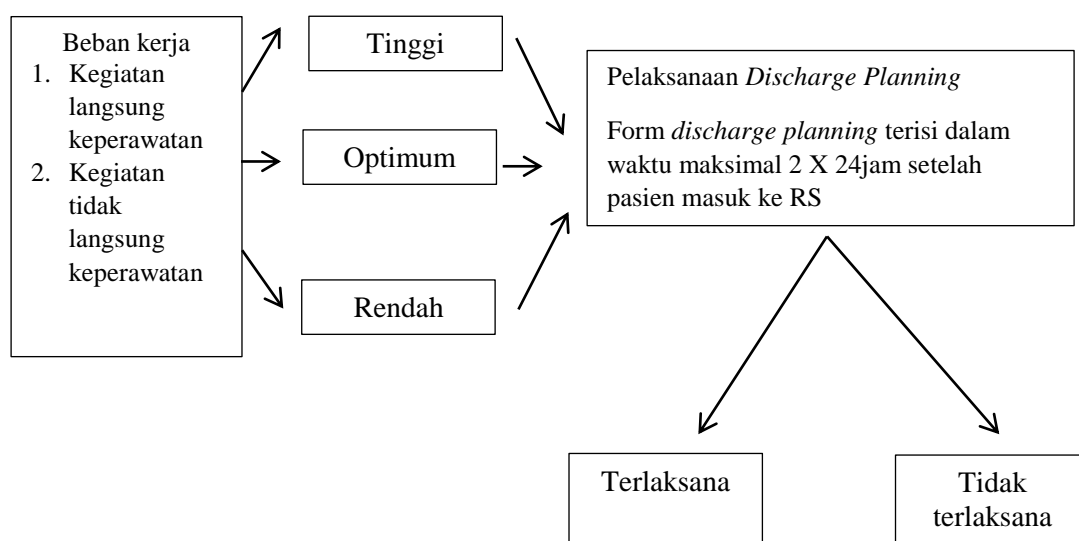 Beban kerja
1. Kegiatan
langsung
keperawatan
2. Kegiatan
tidak
langsung
keperawatan
Tinggi
Optimum
Rendah
Pelaksanaan Discharge Planning
Form discharge planning terisi dalam
waktu maksimal 2 X 24jam setelah
pasien masuk ke RS
Terlaksana
Tidak
terlaksana